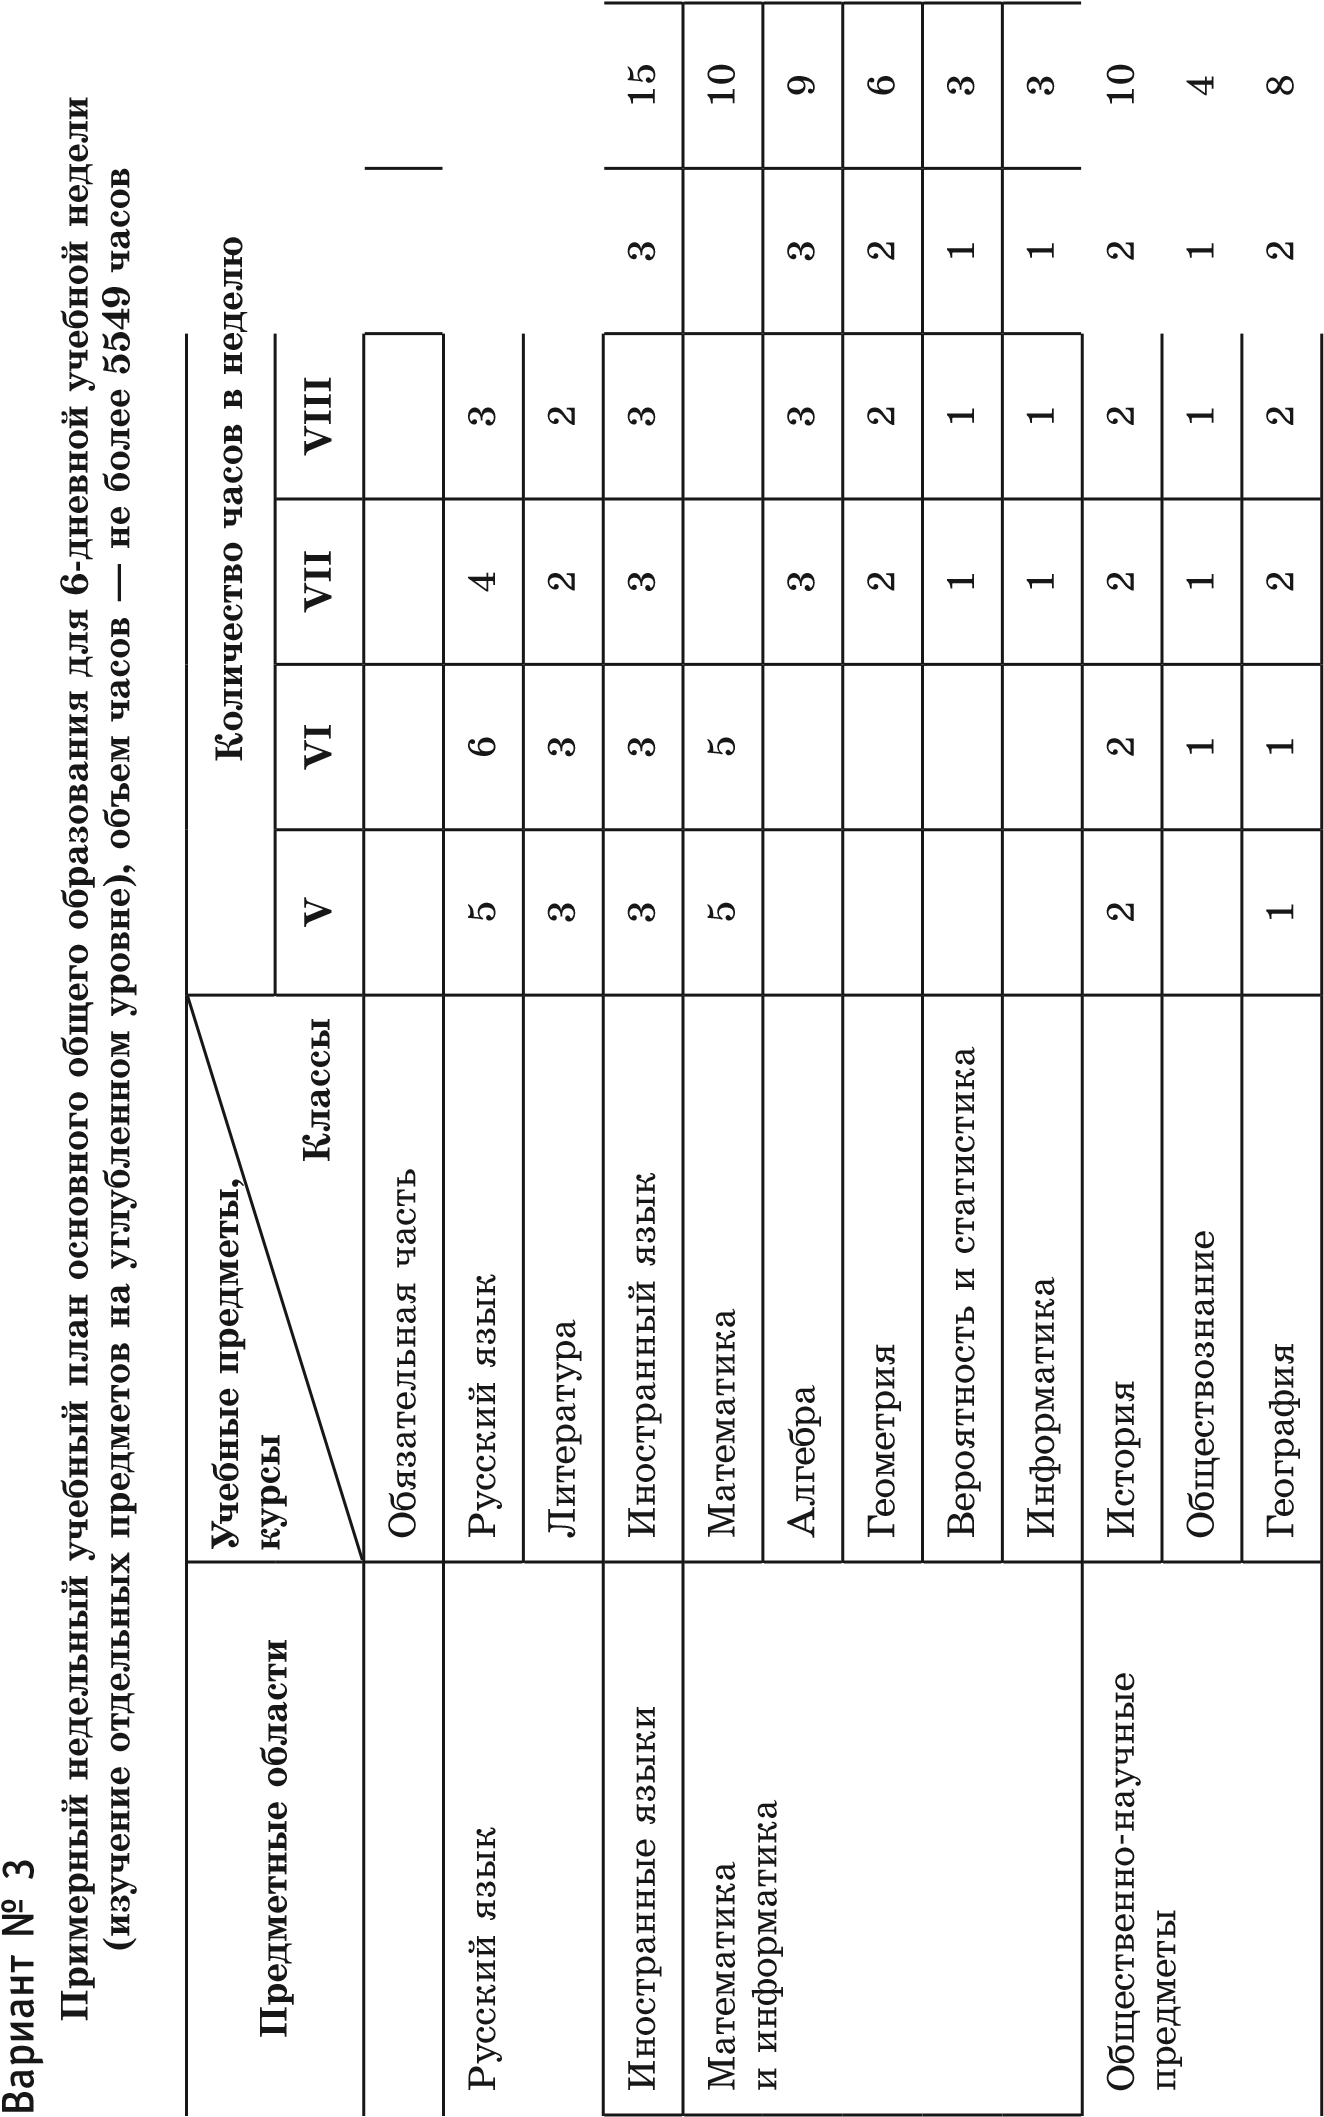 Вариант № 3
Примерный недельный учебный план основного общего образования для 6-дневной учебной недели
(изучение отдельных предметов на углубленном уровне), объем часов — не более 5549 часов
Предметные области
Учебные предметы,
курсы
Классы
Количество часов в неделю
V VI VII VIII
Обязательная часть
Русский язык Русский язык 5 6 4 3
Литература 3 3 2 2
Иностранные языки Иностранный язык 3 3 3 3 3 15
Математика
и информатика
Математика 5 5 10
Алгебра 3 3 3 9
Геометрия 2 2 2 6
Вероятность и статистика 1 1 1 3
Информатика 1 1 1 3
Общественно-научные
предметы
История 2 2 2 2 2 10
Обществознание 1 1 1 1 4
География 1 1 2 2 2 8